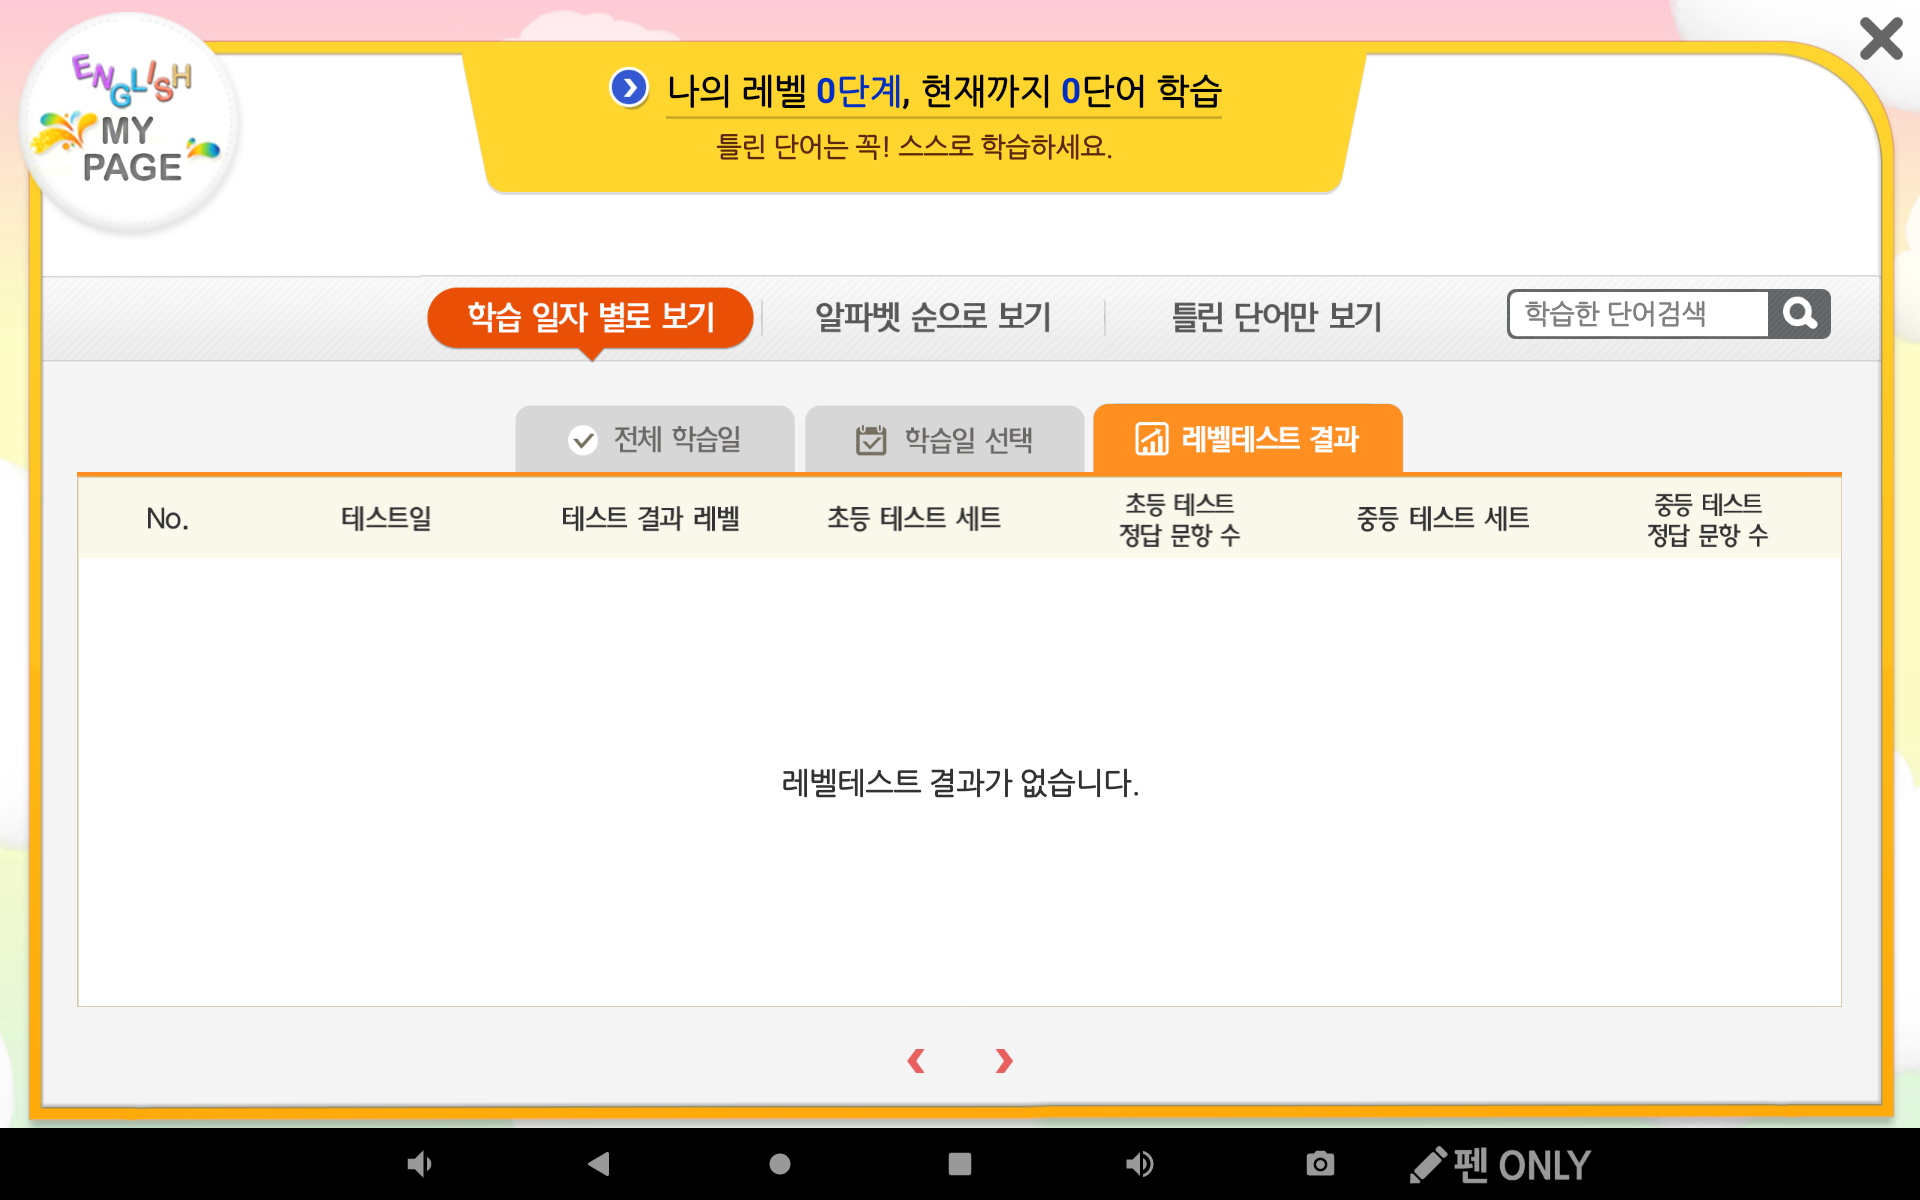 ENGLISH
MY
PAGE
나의 레벨 0단계, 현재까지 0단어 학습
틀린 단어는 꼭! 스스로 학습하세요.
학습 일자 별로 보기
알파벳 순으로 보기
틀린 단어만 보기
학습한 단어검색
전체 학습일
학습일 선택
레벨테스트 결과
No.
테스트일
테스트 결과 레벨
초등 테스트 세트
초등 테스트
정답 문항 수
중등 테스트 세트
중등 테스트
정답 문항 수
레벨테스트 결과가 없습니다.
펜 ONLY